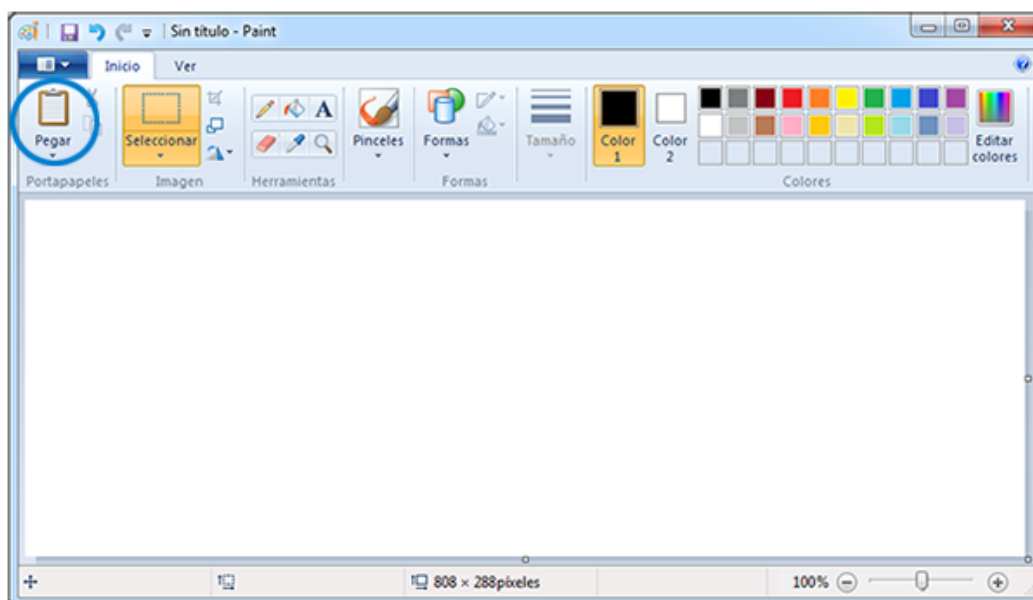 Sin título - Paint
Inicio Ver
Pegar
Seleccionar
A
Pinceles
Formas
Tamaño
Color
1
Color
2
Editar
colores
Portapapeles Imagen Herramientas Formas Colores
808 × 288píxeles 100%